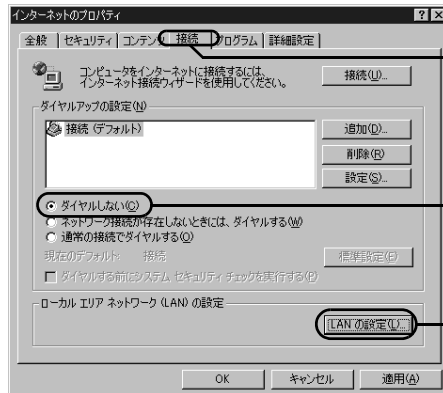 インターネットのプロパティ
全般 セキュリティ コンテンツ 接続 プログラム 詳細設定
コンピュータをインターネットに接続するには、
インターネット接続ウィザードを使用してください。
接続(U)...
ダイヤルアップの設定(N)
接続 (デフォルト)
追加(D)...
削除(R)
設定(S)...
ダイヤルしない(C)
ネットワーク接続が存在しないときには、ダイヤルする(W)
通常の接続でダイヤルする(O)
現在のデフォルト: 接続
標準設定(E)
ダイヤルする前にシステム セキュリティ チェックを実行する(P)
ローカル エリア ネットワーク (LAN) の設定
LAN の設定(L)...
OK キャンセル 適用(A)